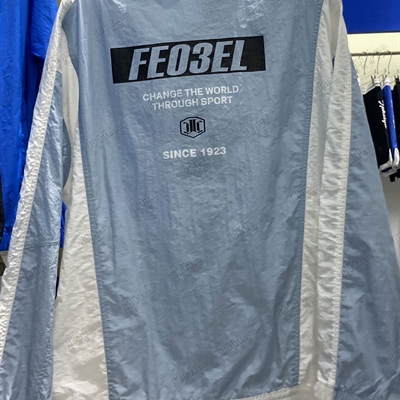 FEO3EL
CHANGE THE WORLD
THROUGH SPORT
SINCE 1923